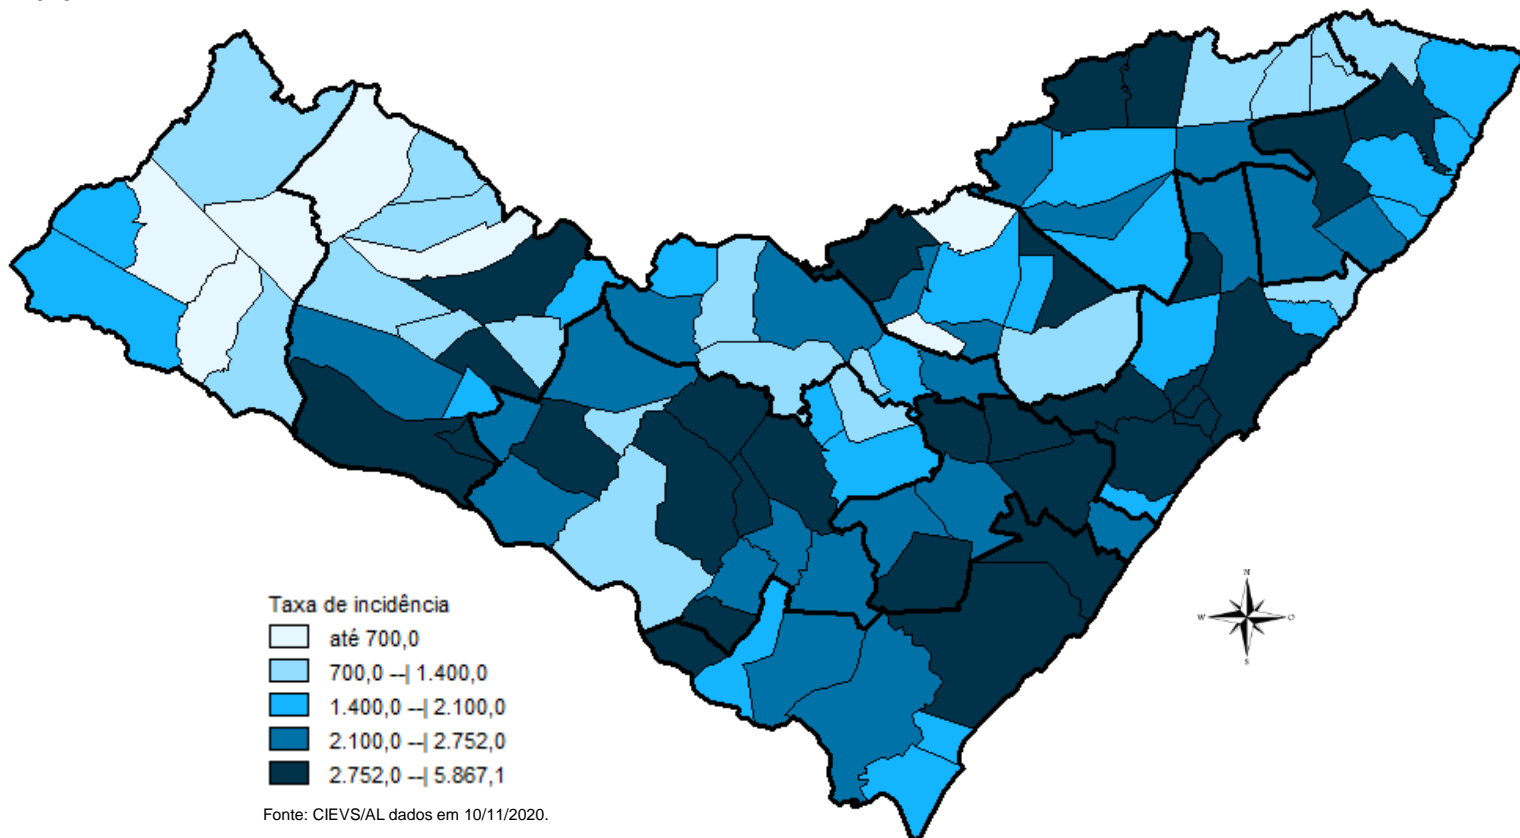 Taxa de incidência
até 700,0
700,0 --| 1.400,0
1.400,0 --| 2.100,0
2.100,0 --| 2.752,0
2.752,0 --| 5.867,1
Fonte: CIEVS/AL dados em 10/11/2020.
N
W
O
S